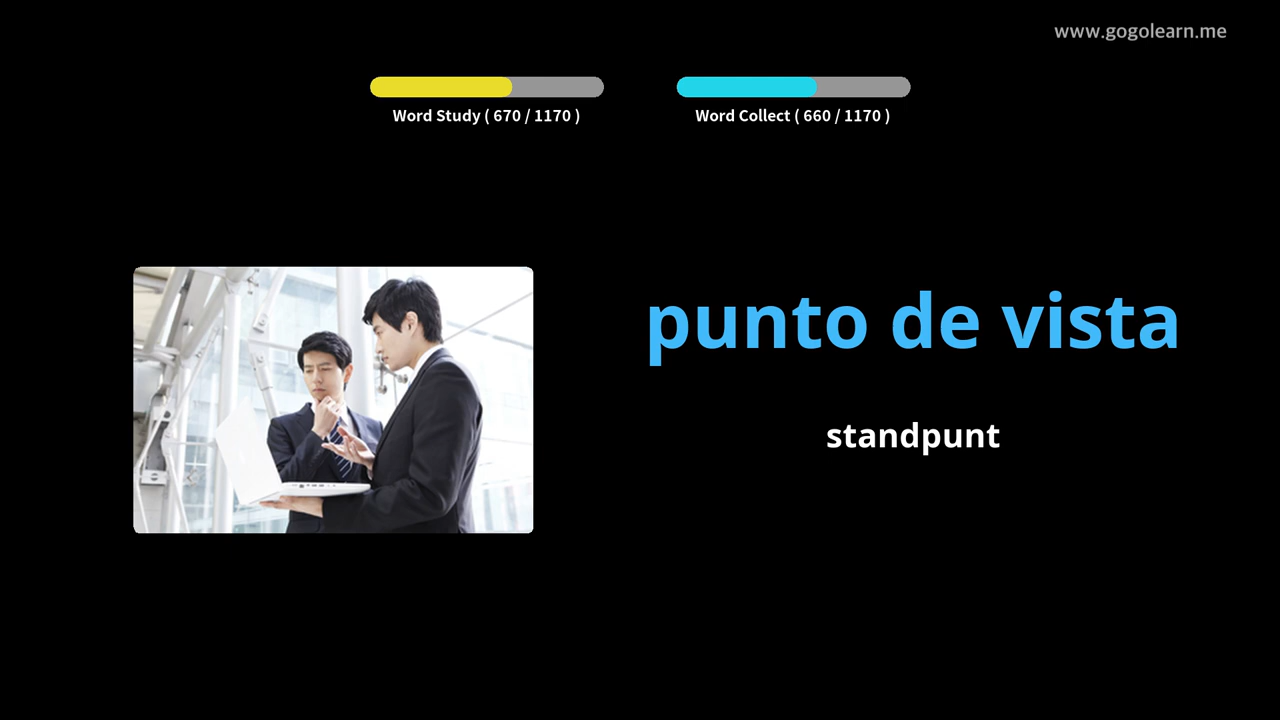 www.gogolearn.me
Word Study ( 670 / 1170 )
Word Collect ( 660 / 1170 )
punto de vista
standpunt